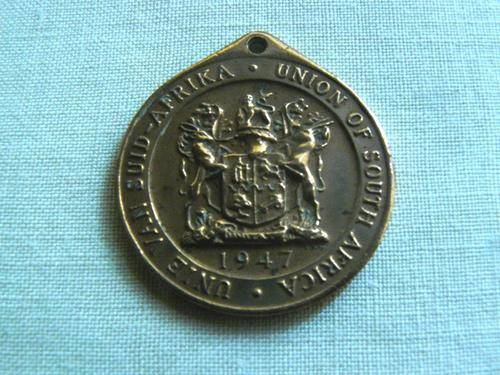 UNIE VAN SUID-AFRIKA · UNION OF SOUTH AFRICA ·
1947